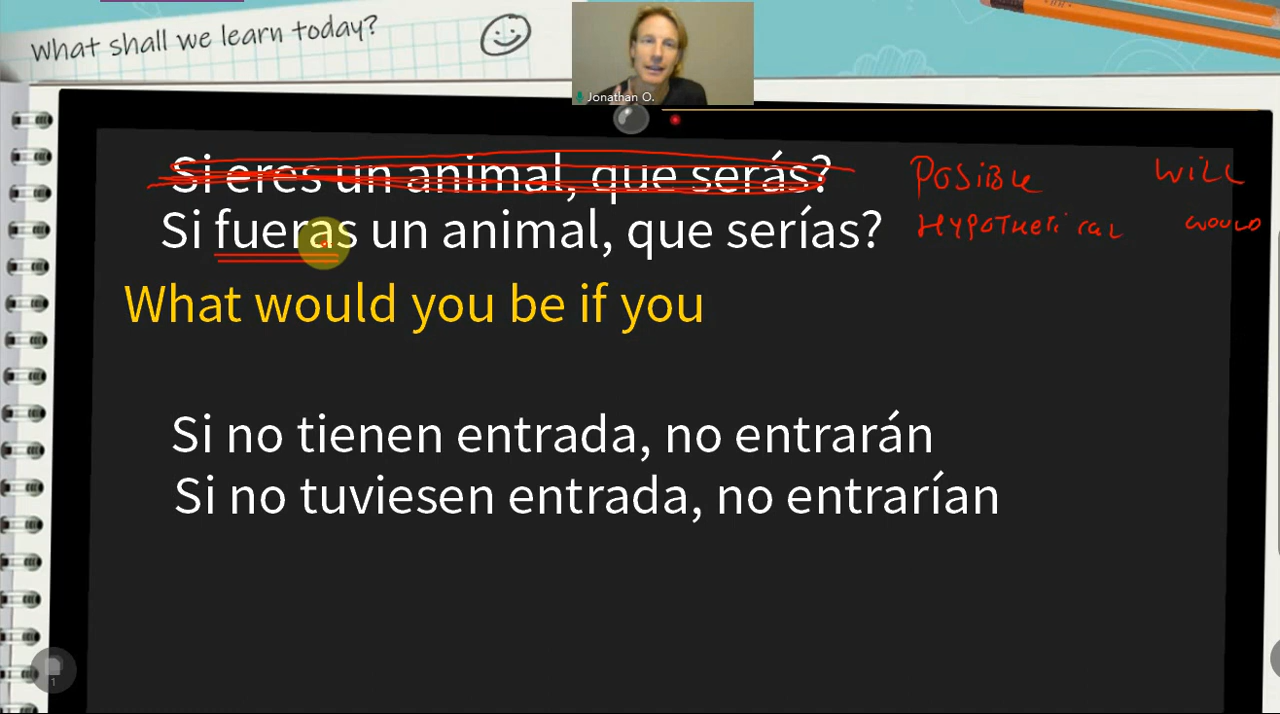 What shall we learn today?
Jonathan O.
Si eres un animal, que serás?
POSiBLE
WiLL
Si fueras un animal, que serías?
HYPOTHETiCAL
WOULD
What would you be if you
Si no tienen entrada, no entrarán
Si no tuviesen entrada, no entrarían
1